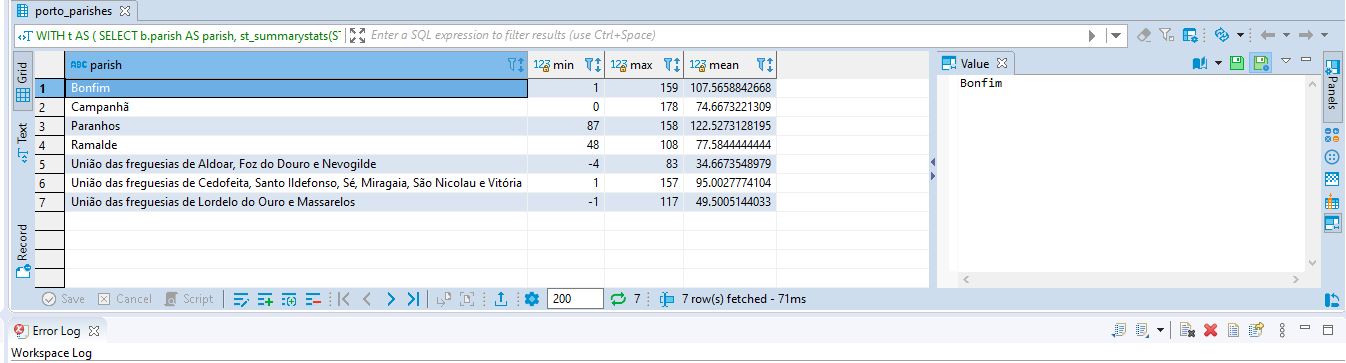 porto_parishes
WITH t AS ( SELECT b.parish AS parish, st_summarystats(S Enter a SQL expression to filter results (use Ctrl+Space)
Grid
Text
Record
ABC parish 123 min 123 max 123 mean
1 Bonfim 1 159 107.5658842668
2 Campanhã 0 178 74.6673221309
3 Paranhos 87 158 122.5273128195
4 Ramalde 48 108 77.5844444444
5 União das freguesias de Aldoar, Foz do Douro e Nevogilde -4 83 34.6673548979
6 União das freguesias de Cedofeita, Santo Ildefonso, Sé, Miragaia, São Nicolau e Vitória 1 157 95.0027774104
7 União das freguesias de Lordelo do Ouro e Massarelos -1 117 49.5005144033
Value
Bonfim
Panels
Save Cancel Script 200 7 7 row(s) fetched - 71ms
Error Log
Workspace Log